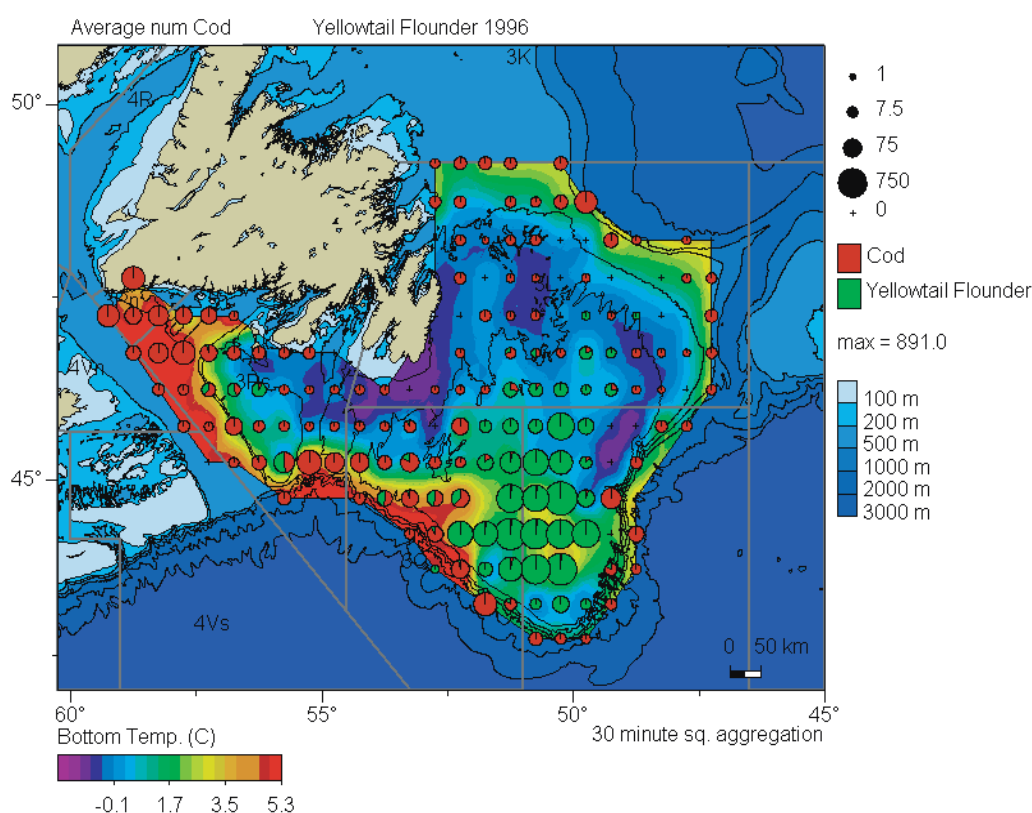 Average num Cod Yellowtail Flounder 1996
3K
4R
50°
1
7.5
75
750
0
Cod
Yellowtail Flounder
max = 891.0
4Vn
45°
100 m
200 m
500 m
1000 m
2000 m
3000 m
4Vs
0 50 km
60° 55° 50° 45°
Bottom Temp. (C) 30 minute sq. aggregation
-0.1 1.7 3.5 5.3